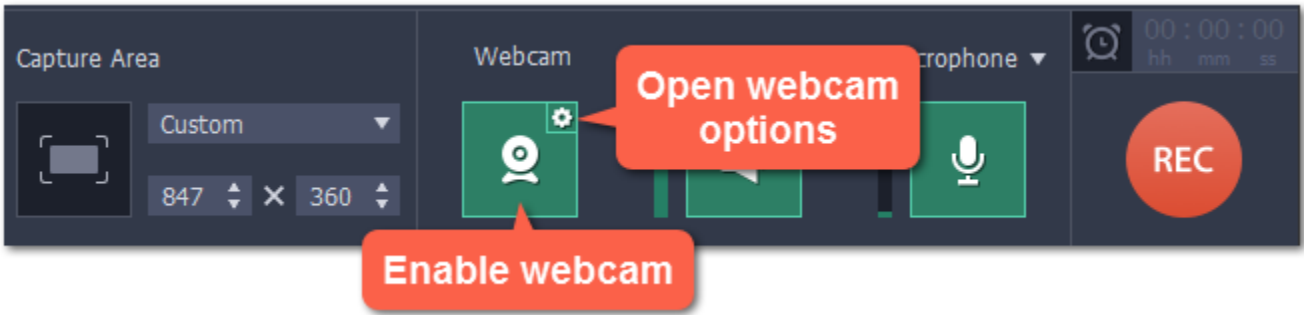 Capture Area
Custom
847 × 360
Webcam
Open webcam
options
Enable webcam
crophone
00 : 00 : 00
hh mm ss
REC